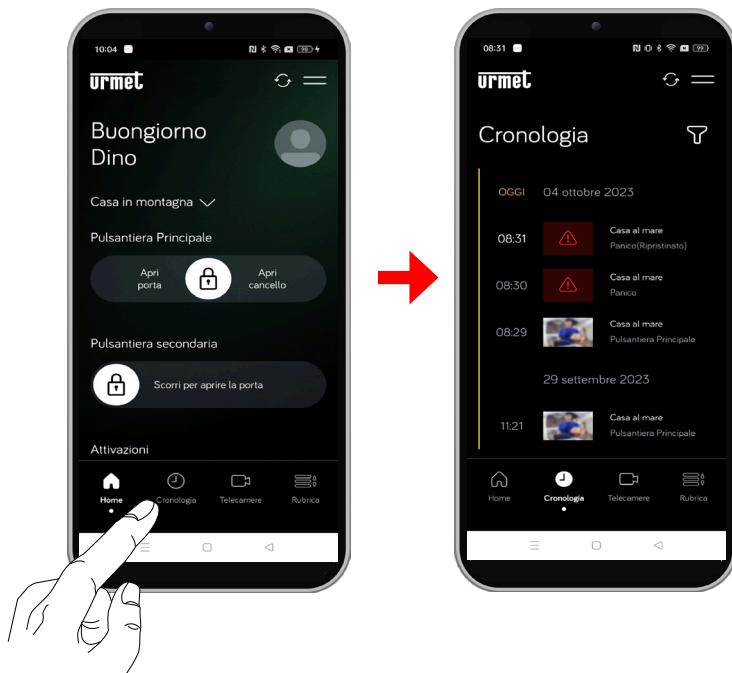 10:04
98
urmet
Buongiorno
Dino
Casa in montagna
Pulsantiera Principale
Apri
porta
Apri
cancello
Pulsantiera secondaria
Scorri per aprire la porta
Attivazioni
Home
Cronologia
Telecamere
Rubrica
08:31
99
urmet
Cronologia
OGGI 04 ottobre 2023
08:31
Casa al mare
Panico(Ripristinato)
08:30
Casa al mare
Panico
08:29
Casa al mare
Pulsantiera Principale
29 settembre 2023
11:21
Casa al mare
Pulsantiera Principale
Home
Cronologia
Telecamere
Rubrica